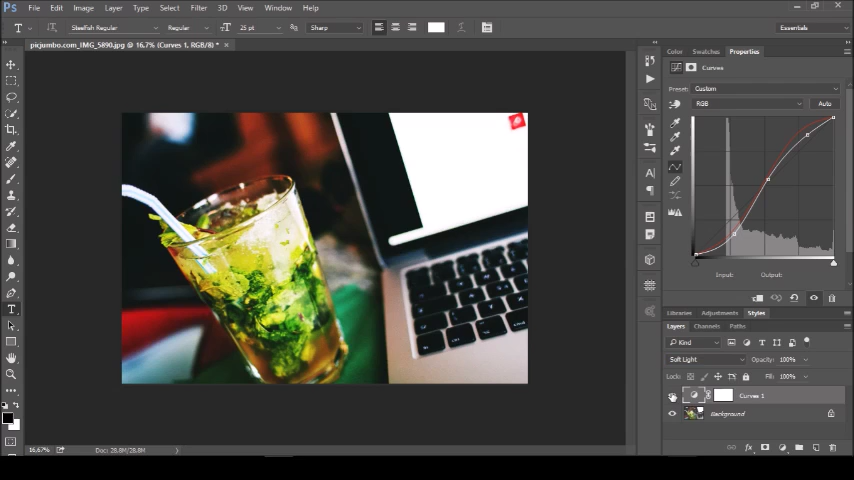 Ps File Edit Image Layer Type Select Filter 3D View Window Help
T Steelfish Regular Regular 25 pt Sharp Essentials
picjumbo.com_IMG_5890.jpg @ 16,7% (Curves 1, RGB/8) *
Color Swatches Properties
Curves
Preset: Custom
RGB Auto
Input: Output:
Libraries Adjustments Styles
Layers Channels Paths
Kind
Soft Light Opacity: 100%
Lock: Fill: 100%
Curves 1
Background
16,67% Doc: 28,8M/28,8M